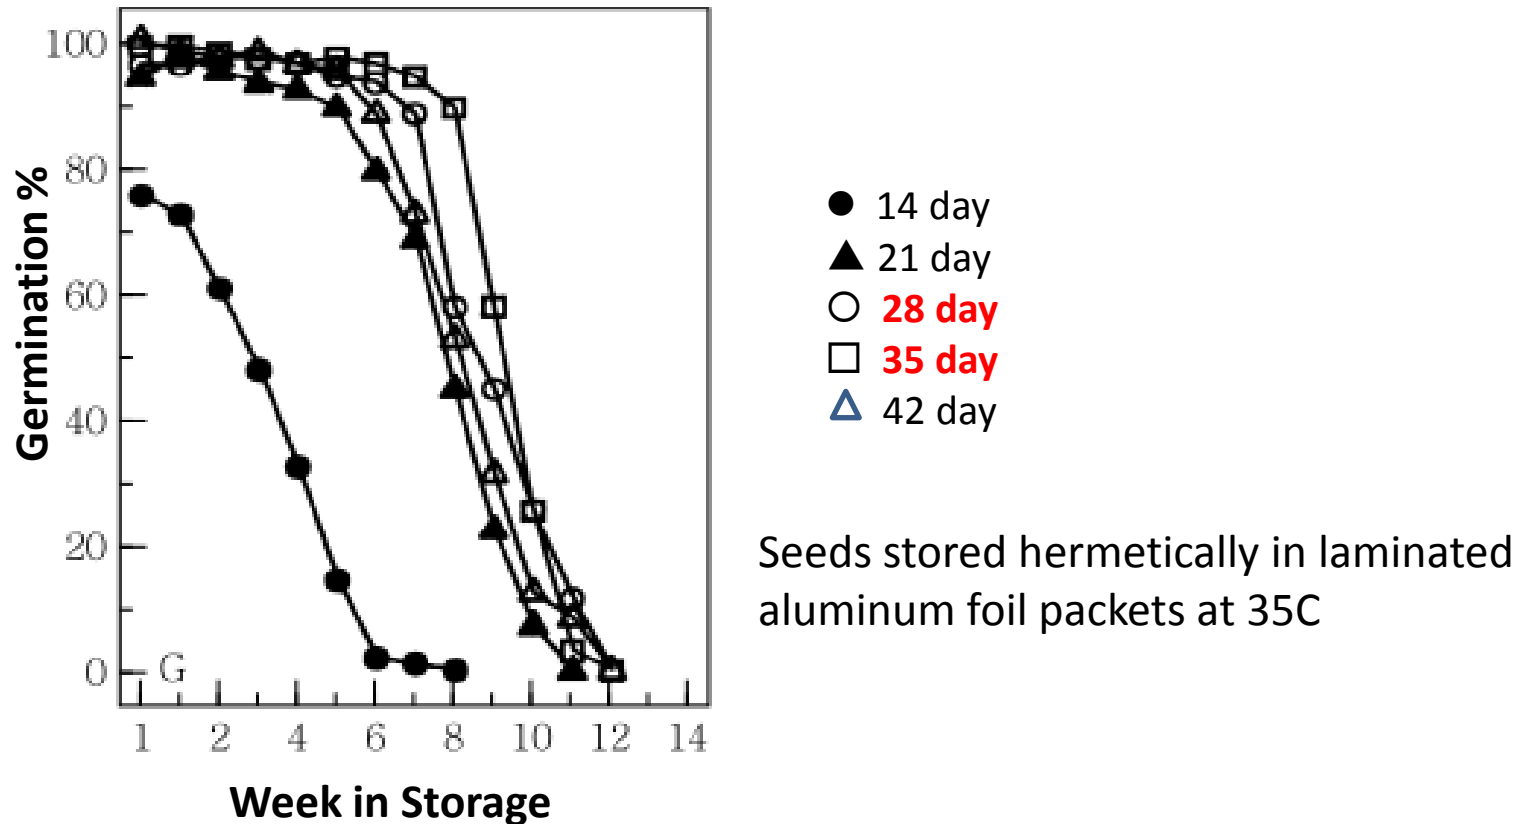 100
80
60
40
20
0
G
Germination %
1 2 4 6 8 10 12 14
Week in Storage
14 day
21 day
28 day
35 day
42 day
Seeds stored hermetically in laminated
aluminum foil packets at 35C